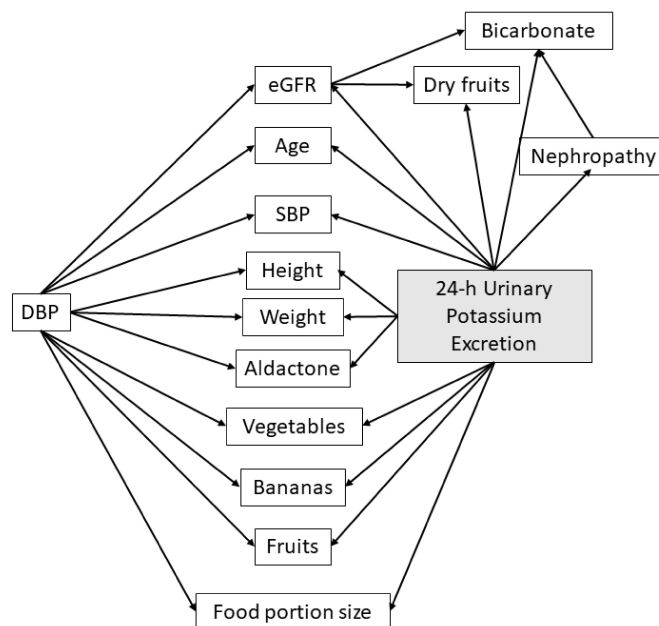 Bicarbonate
eGFR
Dry fruits
Age
Nephropathy
SBP
Height
24-h Urinary
Potassium
Excretion
DBP
Weight
Aldactone
Vegetables
Bananas
Fruits
Food portion size